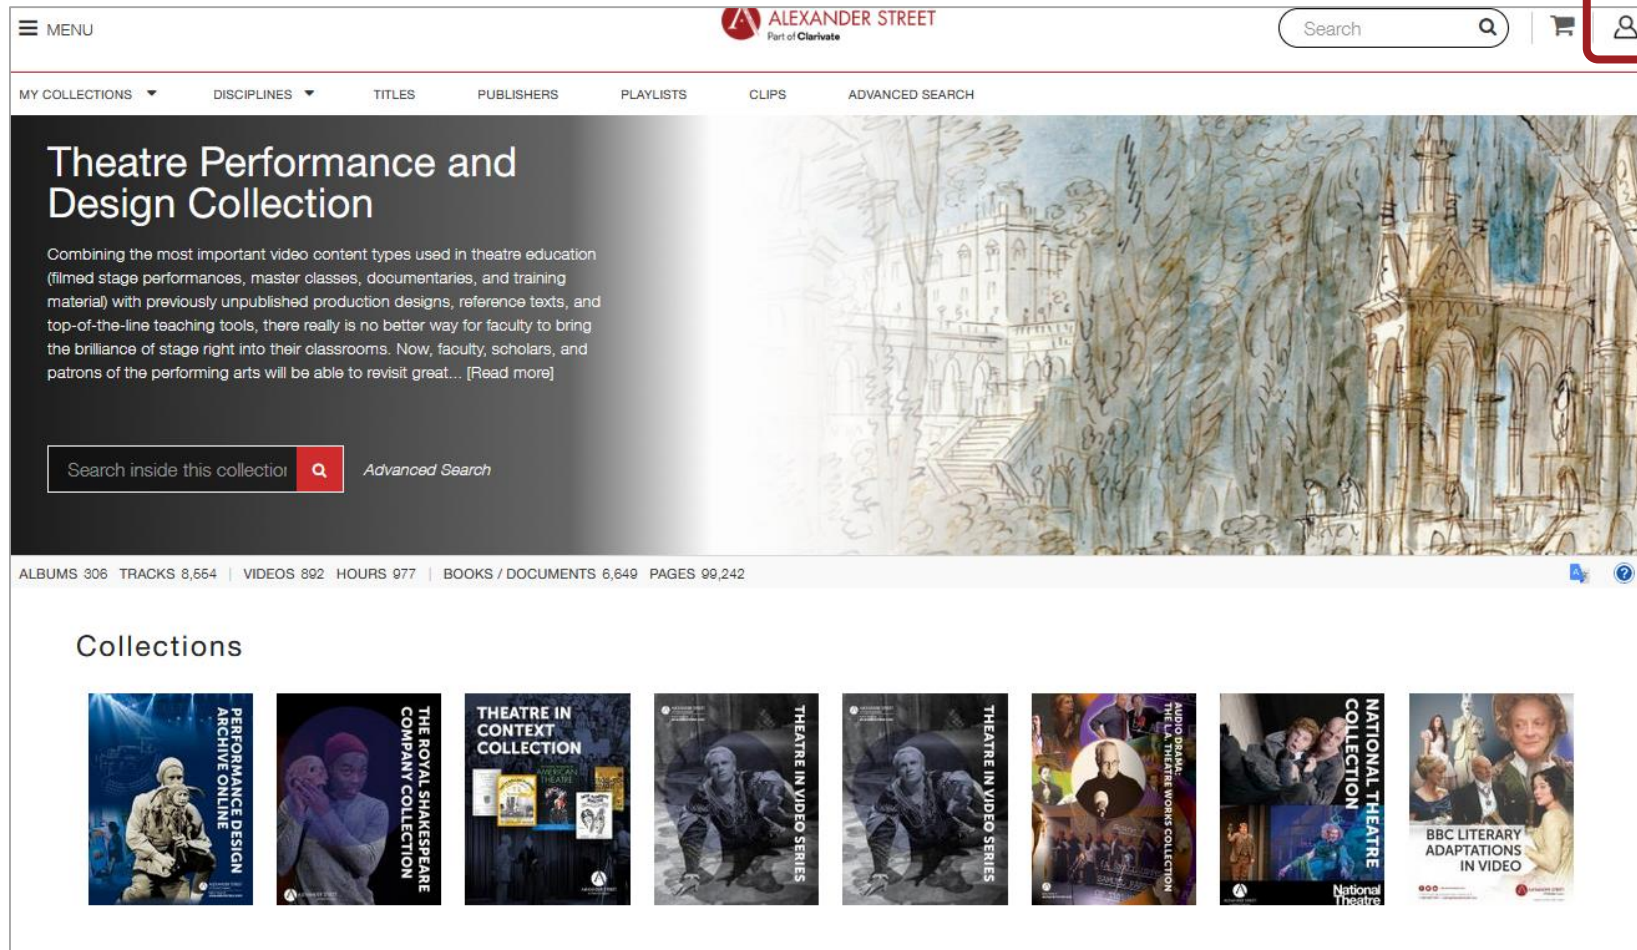 MENU
ALEXANDER STREET
Part of Clarivate
Search
MY COLLECTIONS DISCIPLINES TITLES PUBLISHERS PLAYLISTS CLIPS ADVANCED SEARCH
Theatre Performance and
Design Collection
Combining the most important video content types used in theatre education
(filmed stage performances, master classes, documentaries, and training
material) with previously unpublished production designs, reference texts, and
top-of-the-line teaching tools, there really is no better way for faculty to bring
the brilliance of stage right into their classrooms. Now, faculty, scholars, and
patrons of the performing arts will be able to revisit great... [Read more]
Search inside this collection
Advanced Search
ALBUMS 306 TRACKS 8,554 | VIDEOS 892 HOURS 977 | BOOKS / DOCUMENTS 6,649 PAGES 99,242
Collections
PERFORMANCE DESIGN
ARCHIVE ONLINE
THE ROYAL SHAKESPEARE
COMPANY COLLECTION
THEATRE IN
CONTEXT
COLLECTION
AMERICAN
THEATRE
THEATRE IN VIDEO SERIES
THEATRE IN VIDEO SERIES
AUDIO DRAMA:
THE L.A. THEATRE WORKS COLLECTION
NATIONAL THEATRE
COLLECTION
National
Theatre
BBC LITERARY
ADAPTATIONS
IN VIDEO